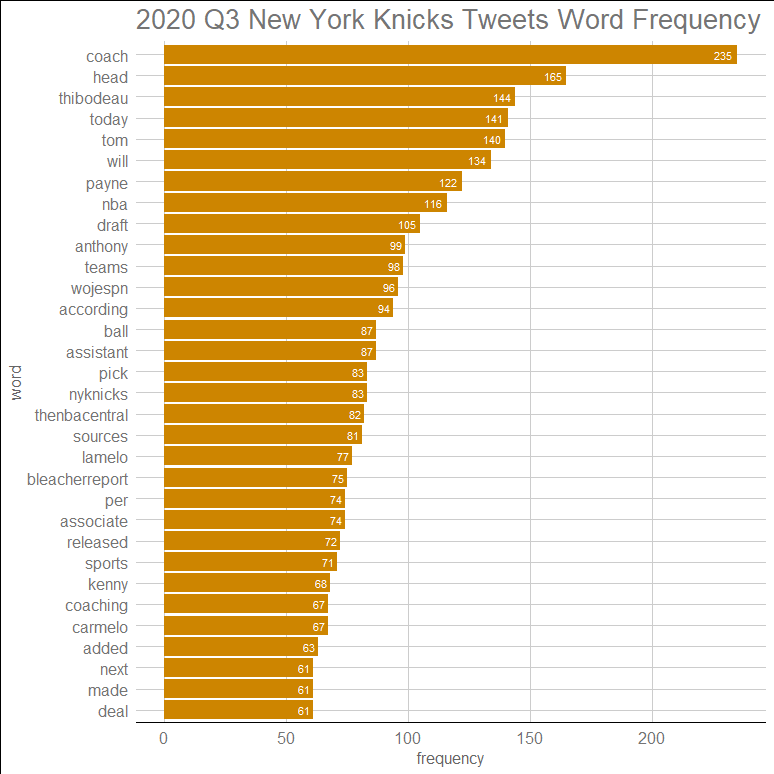 2020 Q3 New York Knicks Tweets Word Frequency
coach 235
head 165
thibodeau 144
today 141
tom 140
will 134
payne 122
nba 116
draft 105
anthony 99
teams 98
wojespn 96
according 94
ball 87
assistant 87
pick 83
nyknicks 83
thenbacentral 82
sources 81
lamelo 77
bleacherreport 75
per 74
associate 74
released 72
sports 71
kenny 68
coaching 67
carmelo 67
added 63
next 61
made 61
deal 61
word
0 50 100 150 200
frequency